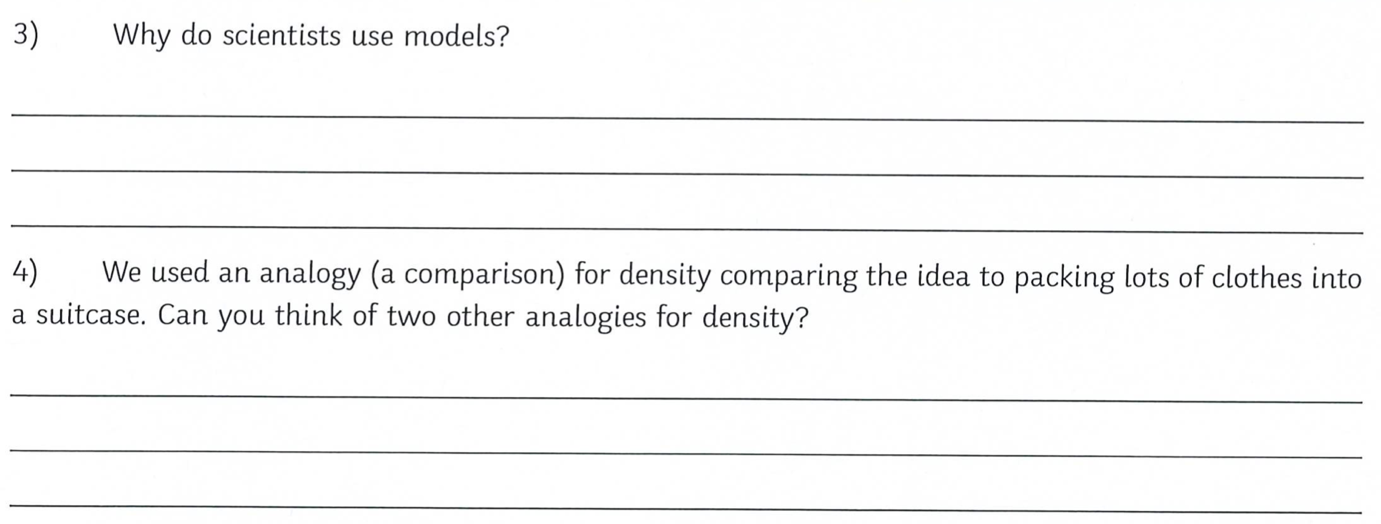 3) Why do scientists use models?
4) We used an analogy (a comparison) for density comparing the idea to packing lots of clothes into
a suitcase. Can you think of two other analogies for density?